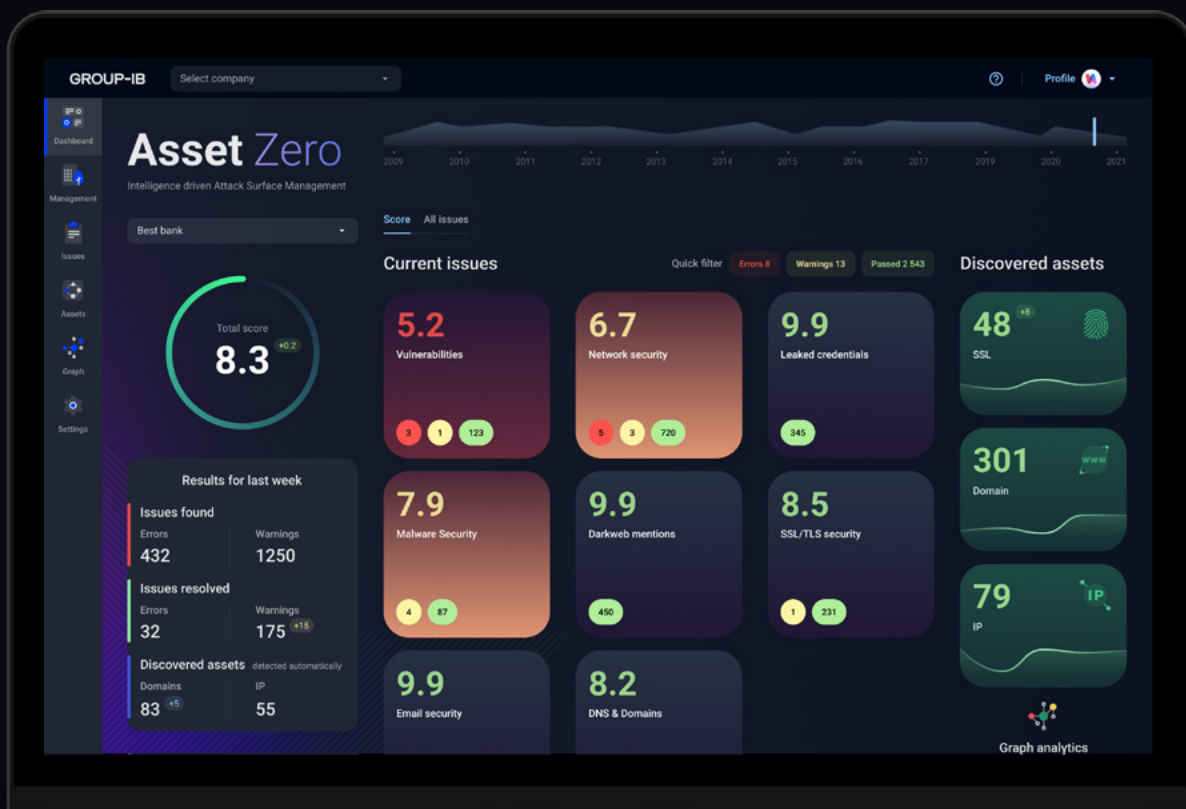 GROUP-IB
Select company
Profile
Dashboard
Management
Issues
Assets
Graph
Settings
Asset Zero
Intelligence driven Attack Surface Management
2009 2010 2011 2012 2013 2014 2015 2016 2017 2019 2020 2021
Best bank
Score All issues
Total score
8.3 +0.2
Current issues
Quick filter Errors 8 Warnings 13 Passed 2 543
5.2
Vulnerabilities
3 1 123
6.7
Network security
5 3 720
9.9
Leaked credentials
345
7.9
Malware Security
4 87
9.9
Darkweb mentions
450
8.5
SSL/TLS security
1 231
9.9
Email security
8.2
DNS & Domains
Results for last week
Issues found
Errors Warnings
432 1250
Issues resolved
Errors Warnings
32 175 +15
Discovered assets detected automatically
Domains IP
83 +5 55
Discovered assets
48 +8
SSL
301
www
Domain
79
IP
IP
Graph analytics